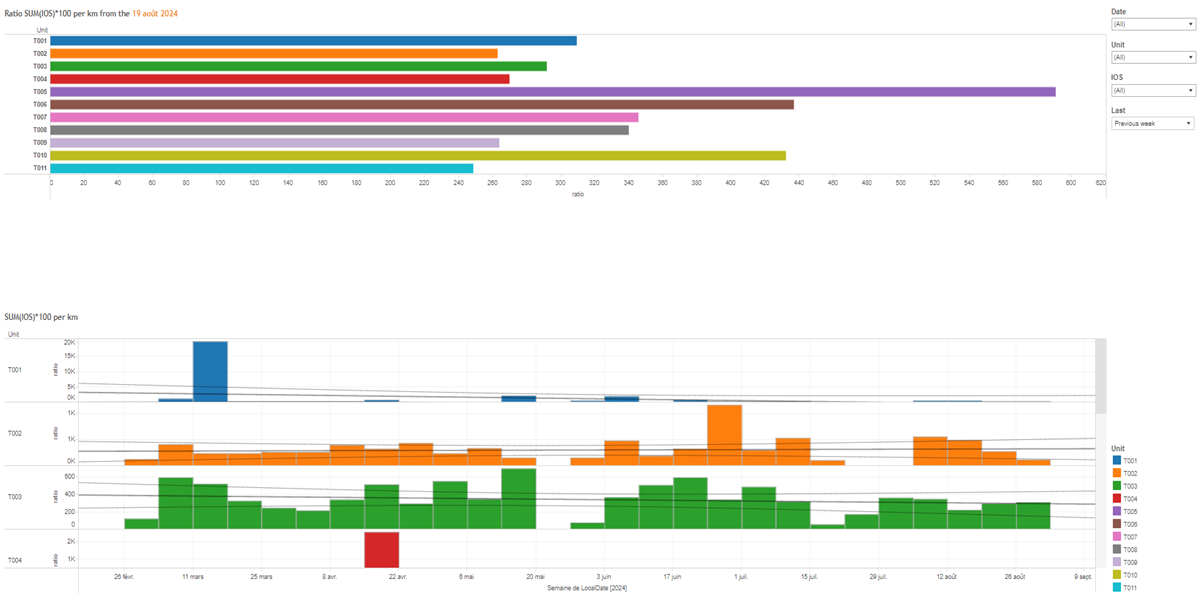 Ratio SUM(IOS)*100 per km from the 19 août 2024
Unit
T001
T002
T003
T004
T005
T006
T007
T008
T009
T010
T011
0 20 40 60 80 100 120 140 160 180 200 220 240 260 280 300 320 340 360 380 400 420 440 460 480 500 520 540 560 580 600 620
ratio
Date
(All)
Unit
(All)
IOS
(All)
Last
Previous week
SUM(IOS)*100 per km
Unit
T001
ratio
20K
15K
10K
5K
0K
T002
ratio
1K
1K
0K
T003
ratio
600
400
200
0
T004
ratio
2K
1K
26 févr. 11 mars 25 mars 8 avr. 22 avr. 6 mai 20 mai 3 juin 17 juin 1 juil. 15 juil. 29 juil. 12 août 26 août 9 sept.
Semaine de LocalDate [2024]
Unit
T001
T002
T003
T004
T005
T006
T007
T008
T009
T010
T011